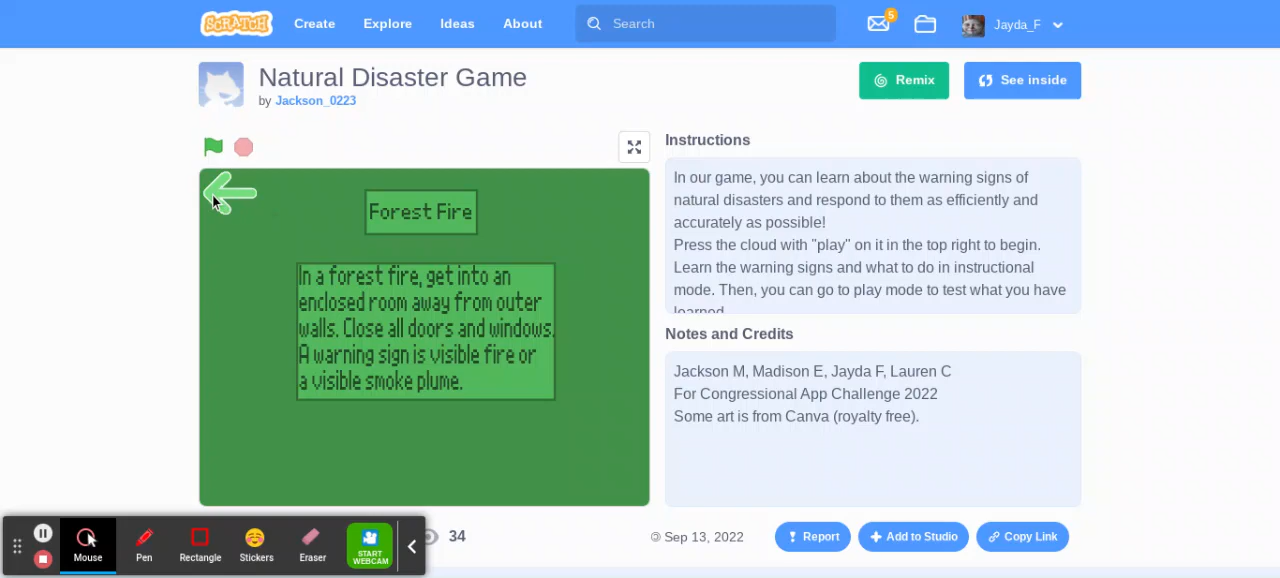 SCRATCH Create Explore Ideas About Search 5 Jayda_F
Natural Disaster Game
by Jackson_0223
Remix See inside
Instructions
In our game, you can learn about the warning signs of
natural disasters and respond to them as efficiently and
accurately as possible!
Press the cloud with "play" on it in the top right to begin.
Learn the warning signs and what to do in instructional
mode. Then, you can go to play mode to test what you have
learned
Forest Fire
In a forest fire, get into an
enclosed room away from outer
walls. Close all doors and windows.
A warning sign is visible fire or
a visible smoke plume.
Notes and Credits
Jackson M, Madison E, Jayda F, Lauren C
For Congressional App Challenge 2022
Some art is from Canva (royalty free).
34
© Sep 13, 2022
Report Add to Studio Copy Link
Mouse Pen Rectangle Stickers Eraser START
WEBCAM